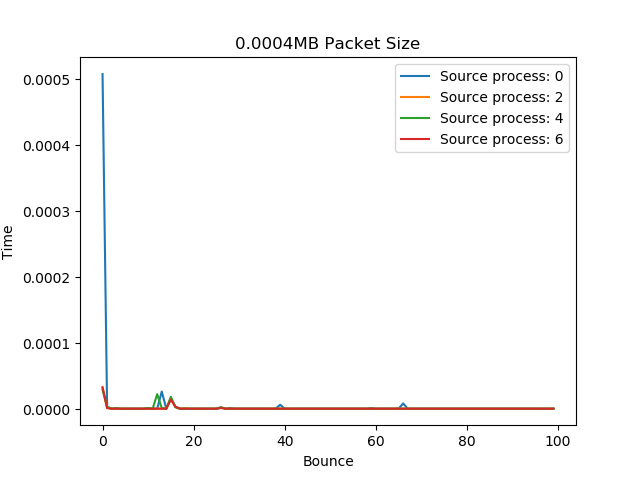 0.0004MB Packet Size
Source process: 0
Source process: 2
Source process: 4
Source process: 6
0.0005
0.0004
0.0003
0.0002
0.0001
0.0000
Time
0 20 40 60 80 100
Bounce